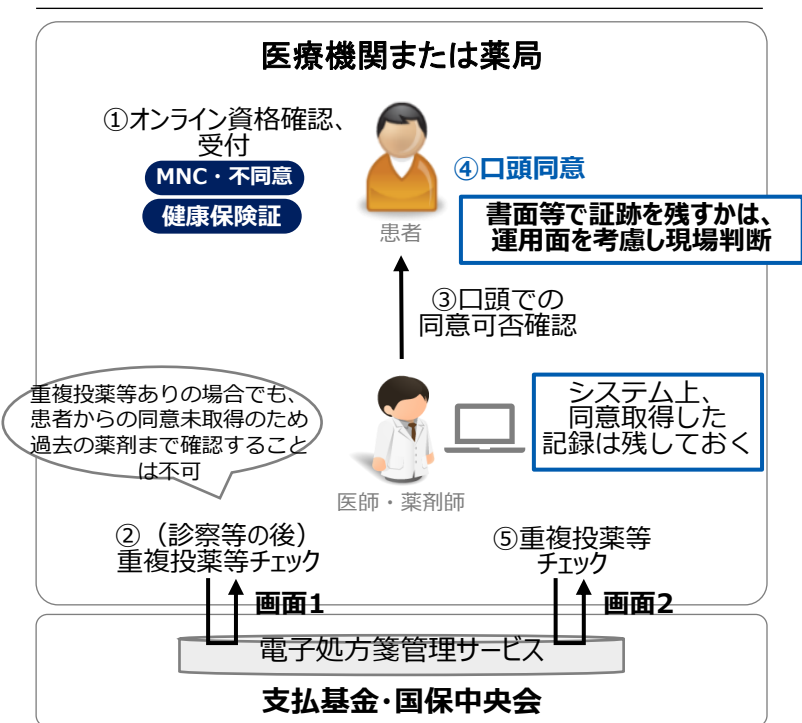 医療機関または薬局
①オンライン資格確認、
受付
MNC・不同意
健康保険証
患者
④口頭同意
書面等で証跡を残すかは、
運用面を考慮し現場判断
③口頭での
同意可否確認
重複投薬等ありの場合でも、
患者からの同意未取得のため
過去の薬剤まで確認すること
は不可
システム上、
同意取得した
記録は残しておく
医師・薬剤師
②（診察等の後）
重複投薬等チェック
⑤重複投薬等
チェック
画面1
画面2
電子処方箋管理サービス
支払基金･国保中央会